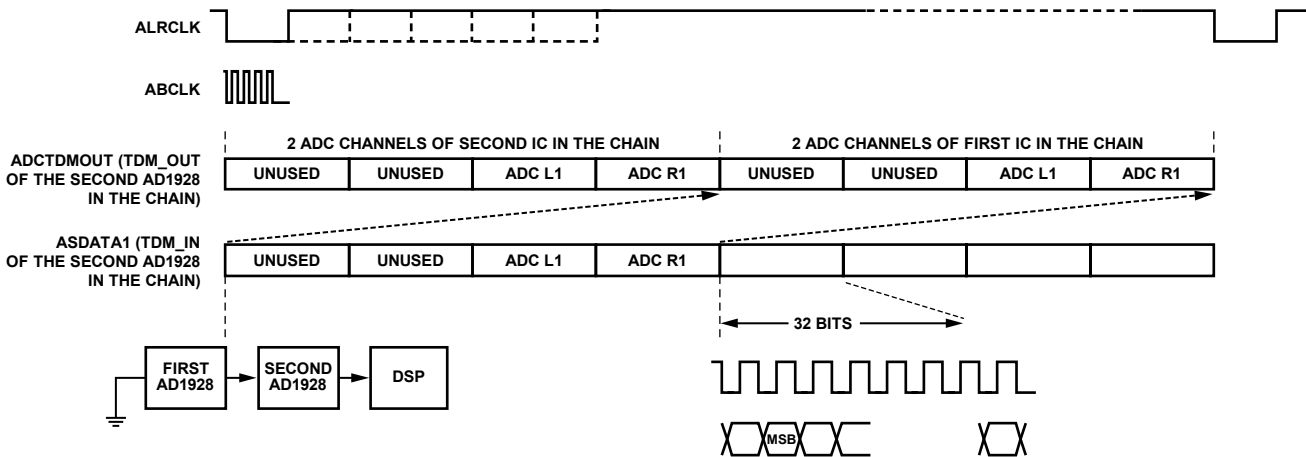 ALRCLK
ABCLK
2 ADC CHANNELS OF SECOND IC IN THE CHAIN
2 ADC CHANNELS OF FIRST IC IN THE CHAIN
ADCTDMOUT (TDM_OUT
OF THE SECOND AD1928
IN THE CHAIN)
UNUSED
UNUSED
ADC L1
ADC R1
UNUSED
UNUSED
ADC L1
ADC R1
ASDATA1 (TDM_IN
OF THE SECOND AD1928
IN THE CHAIN)
UNUSED
UNUSED
ADC L1
ADC R1
32 BITS
FIRST
AD1928
SECOND
AD1928
DSP
MSB